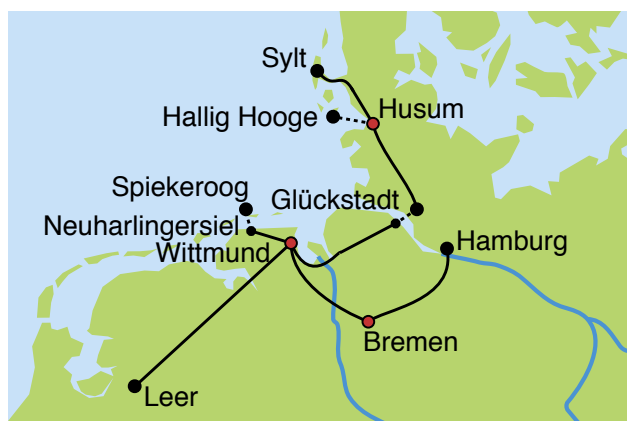 Sylt
Hallig Hooge
Husum
Spiekeroog
Glückstadt
Neuharlingersiel
Wittmund
Hamburg
Bremen
Leer